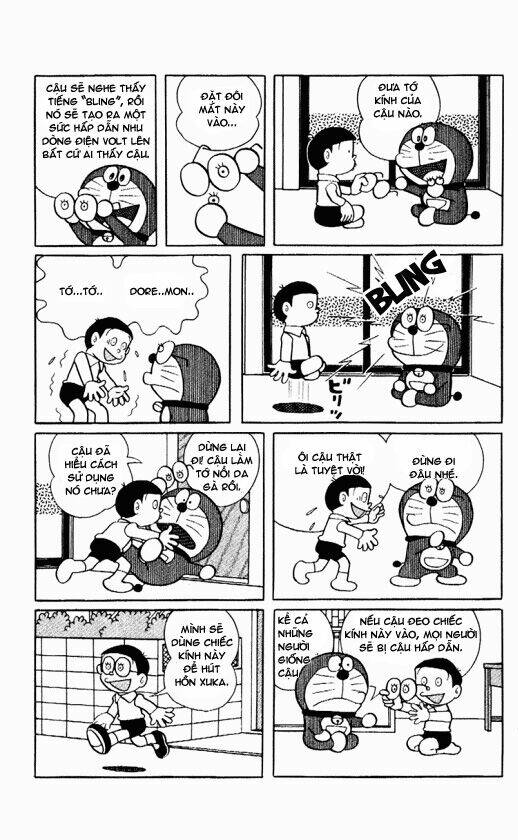 ĐƯA TỚ
KÍNH CỦA
CẬU NÀO.
ĐẶT ĐÔI
MẮT NÀY
VÀO...
CẬU SẼ NGHE THẤY
TIẾNG "BLING", RỒI
NÓ SẼ TẠO RA MỘT
SỨC HẤP DẪN NHU
DÒNG ĐIỆN VOLT LÊN
BẤT CỨ AI THẤY CẬU.
BLING
ビリッ
TỚ...TỚ.. DORE..MON..
ĐỪNG ĐI
ĐÂU NHÉ.
ÔI CẬU THẬT
LÀ TUYỆT VỜI!
DỪNG LẠI
ĐI! CẬU LÀM
TỚ NỔI DA
GÀ RỒI.
CẬU ĐÃ
HIỂU CÁCH
SỬ DỤNG
NÓ CHƯA?
NẾU CẬU ĐEO CHIẾC
KÍNH NÀY VÀO, MỌI NGƯỜI
SẼ BỊ CẬU HẤP DẪN.
KỂ CẢ
NHỮNG
NGƯỜI
GIỐNG
CẬU
MÌNH SẼ
DÙNG CHIẾC
KÍNH NÀY
ĐỂ HÚT
HỒN XUKA.